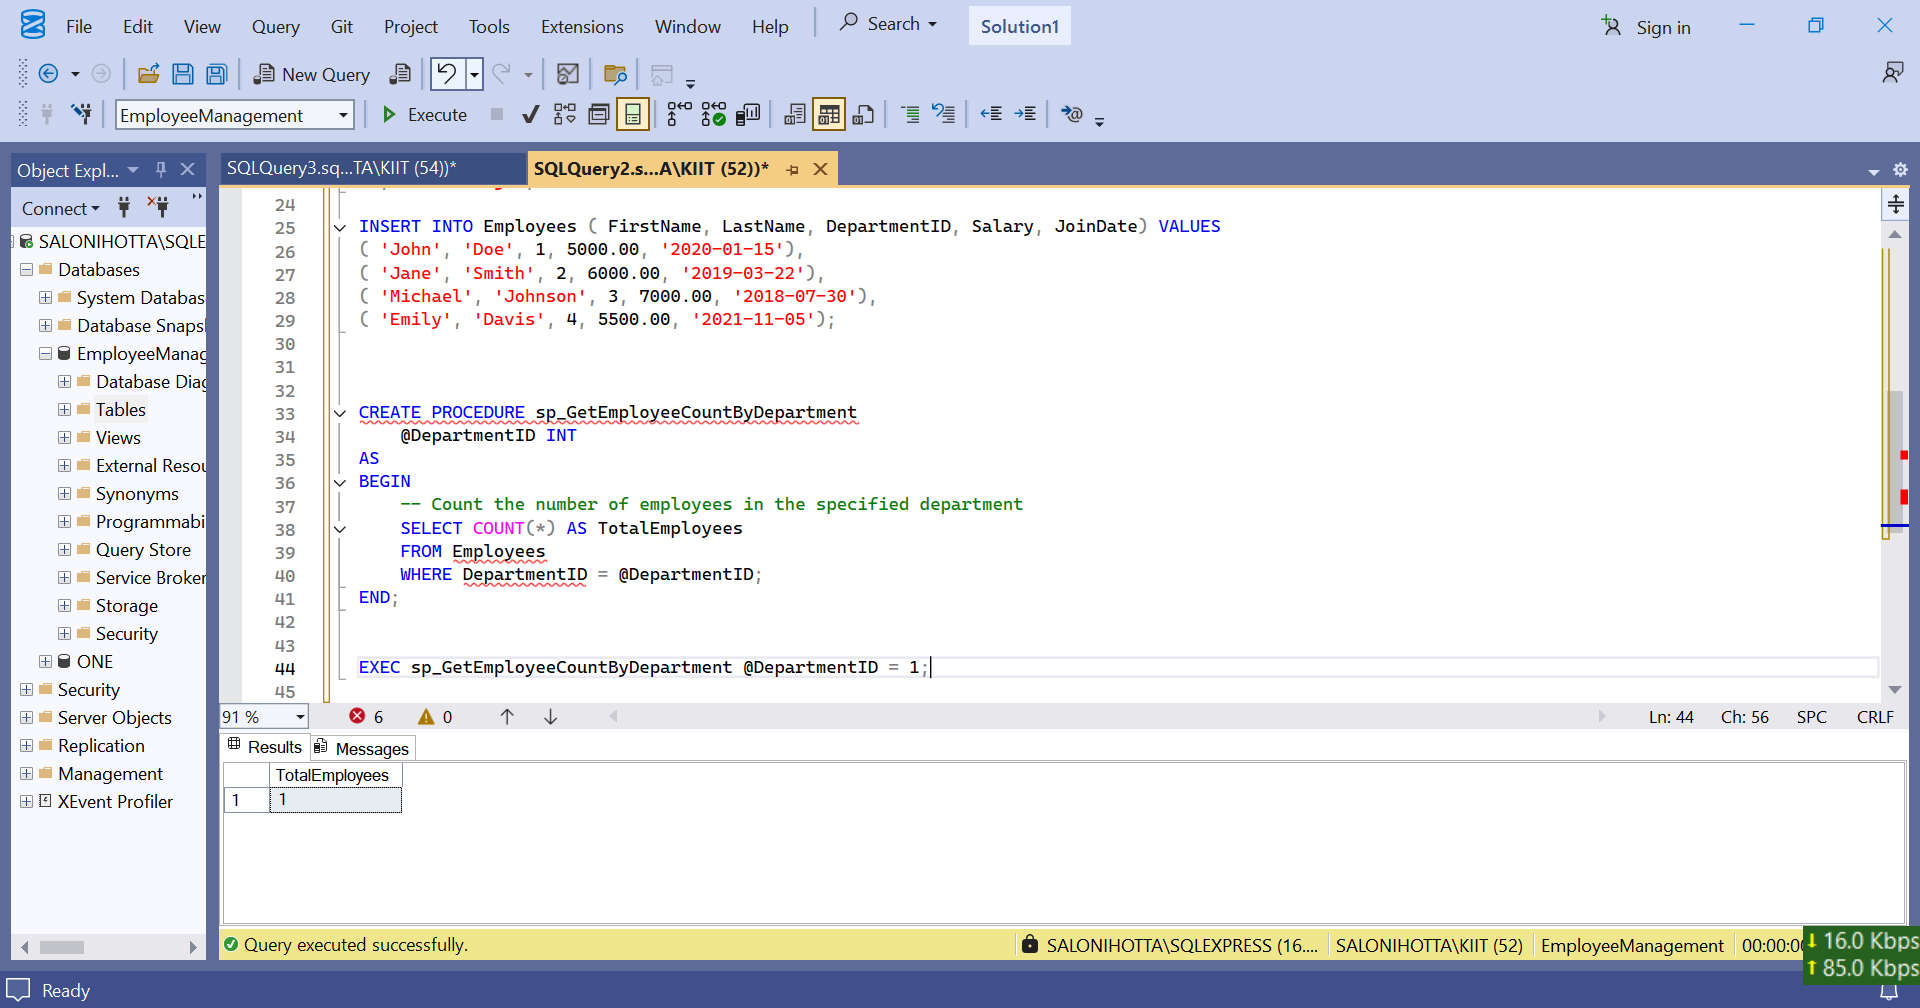 File Edit View Query Git Project Tools Extensions Window Help Search Solution1 Sign in
New Query
EmployeeManagement Execute
Object Expl...
Connect
SALONIHOTTA\SQLE
Databases
System Databas
Database Snaps
EmployeeManag
Database Diag
Tables
Views
External Resou
Synonyms
Programmabi
Query Store
Service Broker
Storage
Security
ONE
Security
Server Objects
Replication
Management
XEvent Profiler
SQLQuery3.sq...TA\KIIT (54))* SQLQuery2.s...A\KIIT (52))*
24
25 INSERT INTO Employees ( FirstName, LastName, DepartmentID, Salary, JoinDate) VALUES
26 ( 'John', 'Doe', 1, 5000.00, '2020-01-15'),
27 ( 'Jane', 'Smith', 2, 6000.00, '2019-03-22'),
28 ( 'Michael', 'Johnson', 3, 7000.00, '2018-07-30'),
29 ( 'Emily', 'Davis', 4, 5500.00, '2021-11-05');
30
31
32
33 CREATE PROCEDURE sp_GetEmployeeCountByDepartment
34 @DepartmentID INT
35 AS
36 BEGIN
37 -- Count the number of employees in the specified department
38 SELECT COUNT(*) AS TotalEmployees
39 FROM Employees
40 WHERE DepartmentID = @DepartmentID;
41 END;
42
43
44 EXEC sp_GetEmployeeCountByDepartment @DepartmentID = 1;
45
91 % 6 0 Ln: 44 Ch: 56 SPC CRLF
Results Messages
TotalEmployees
1 1
Query executed successfully. SALONIHOTTA\SQLEXPRESS (16.... SALONIHOTTA\KIIT (52) EmployeeManagement 00:00:0
16.0 Kbps
85.0 Kbps
Ready